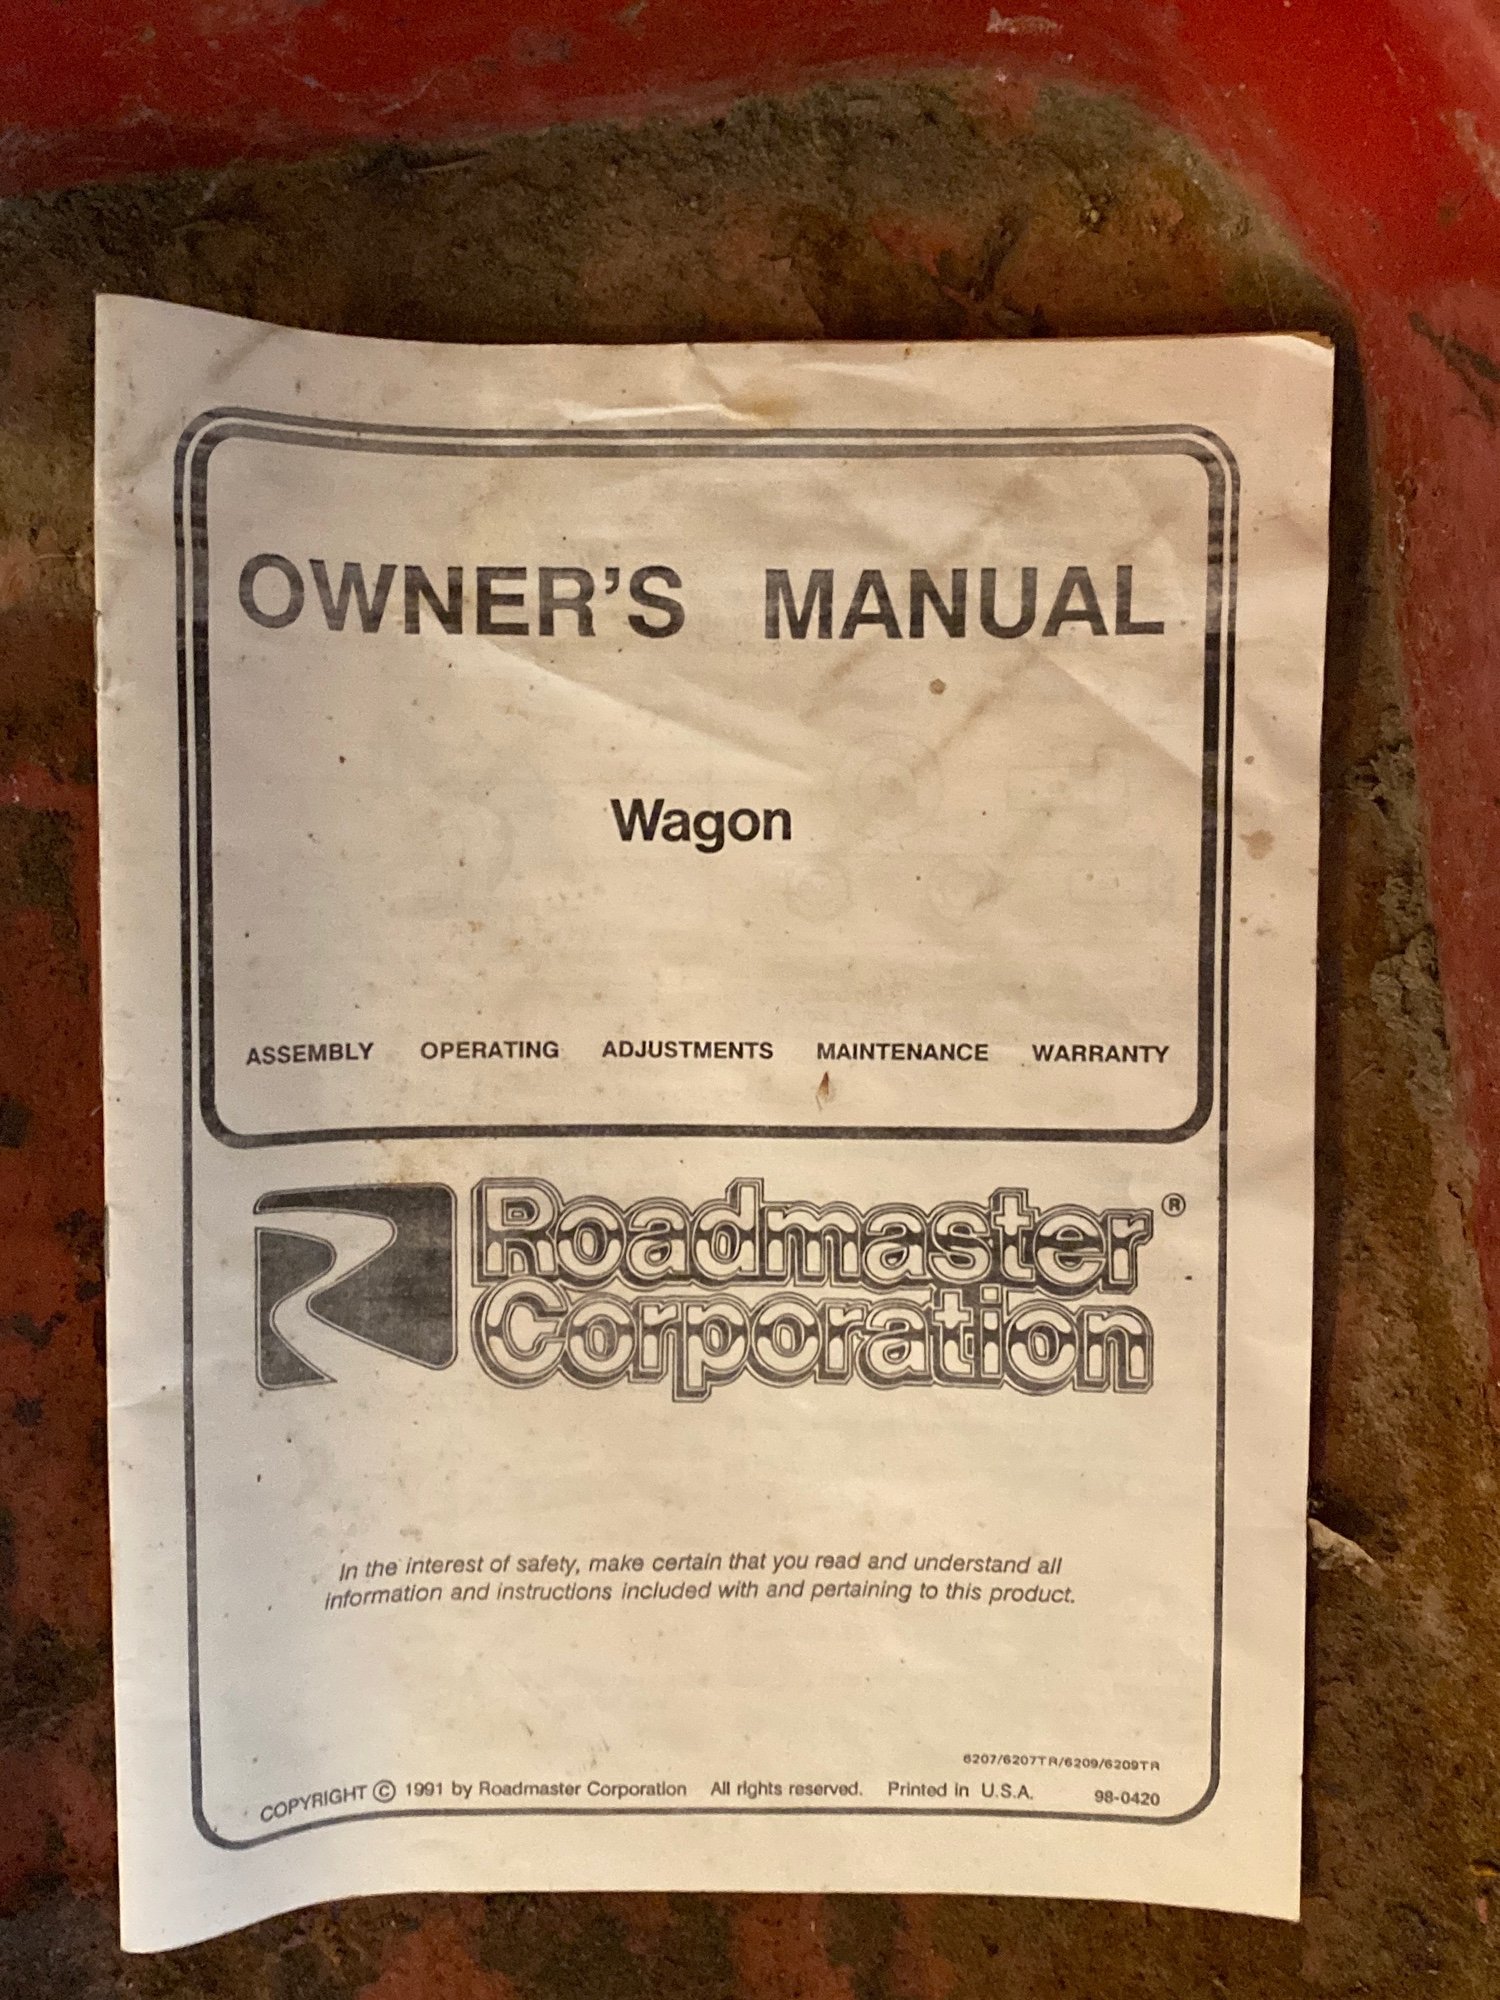 OWNER'S MANUAL
Wagon
ASSEMBLY OPERATING ADJUSTMENTS MAINTENANCE WARRANTY
Roadmaster®
Corporation
In the interest of safety, make certain that you read and understand all
information and instructions included with and pertaining to this product.
6207/6207TR/6209/6209TR
COPYRIGHT © 1991 by Roadmaster Corporation All rights reserved. Printed in U.S.A. 98-0420